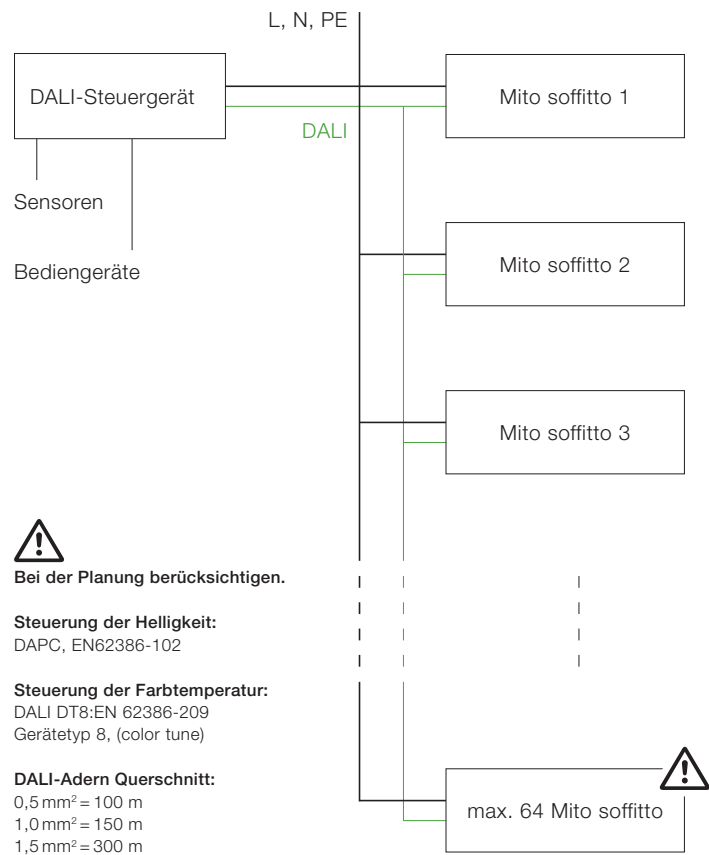 L, N, PE
DALI-Steuergerät
Mito soffitto 1
DALI
Sensoren
Bediengeräte
Mito soffitto 2
Mito soffitto 3
Bei der Planung berücksichtigen.
Steuerung der Helligkeit:
DAPC, EN62386-102
Steuerung der Farbtemperatur:
DALI DT8:EN 62386-209
Gerätetyp 8, (color tune)
DALI-Adern Querschnitt:
0,5 mm² = 100 m
1,0 mm² = 150 m
1,5 mm² = 300 m
max. 64 Mito soffitto